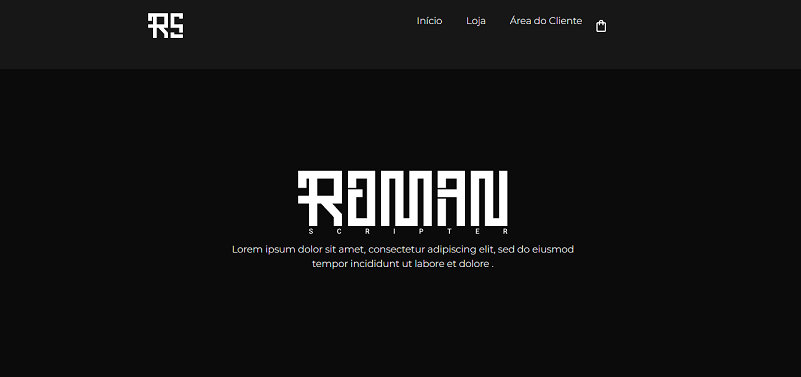 RS
Início
Loja
Área do Cliente
ROMAN
SCRIPTER
Lorem ipsum dolor sit amet, consectetur adipiscing elit, sed do eiusmod
tempor incididunt ut labore et dolore .